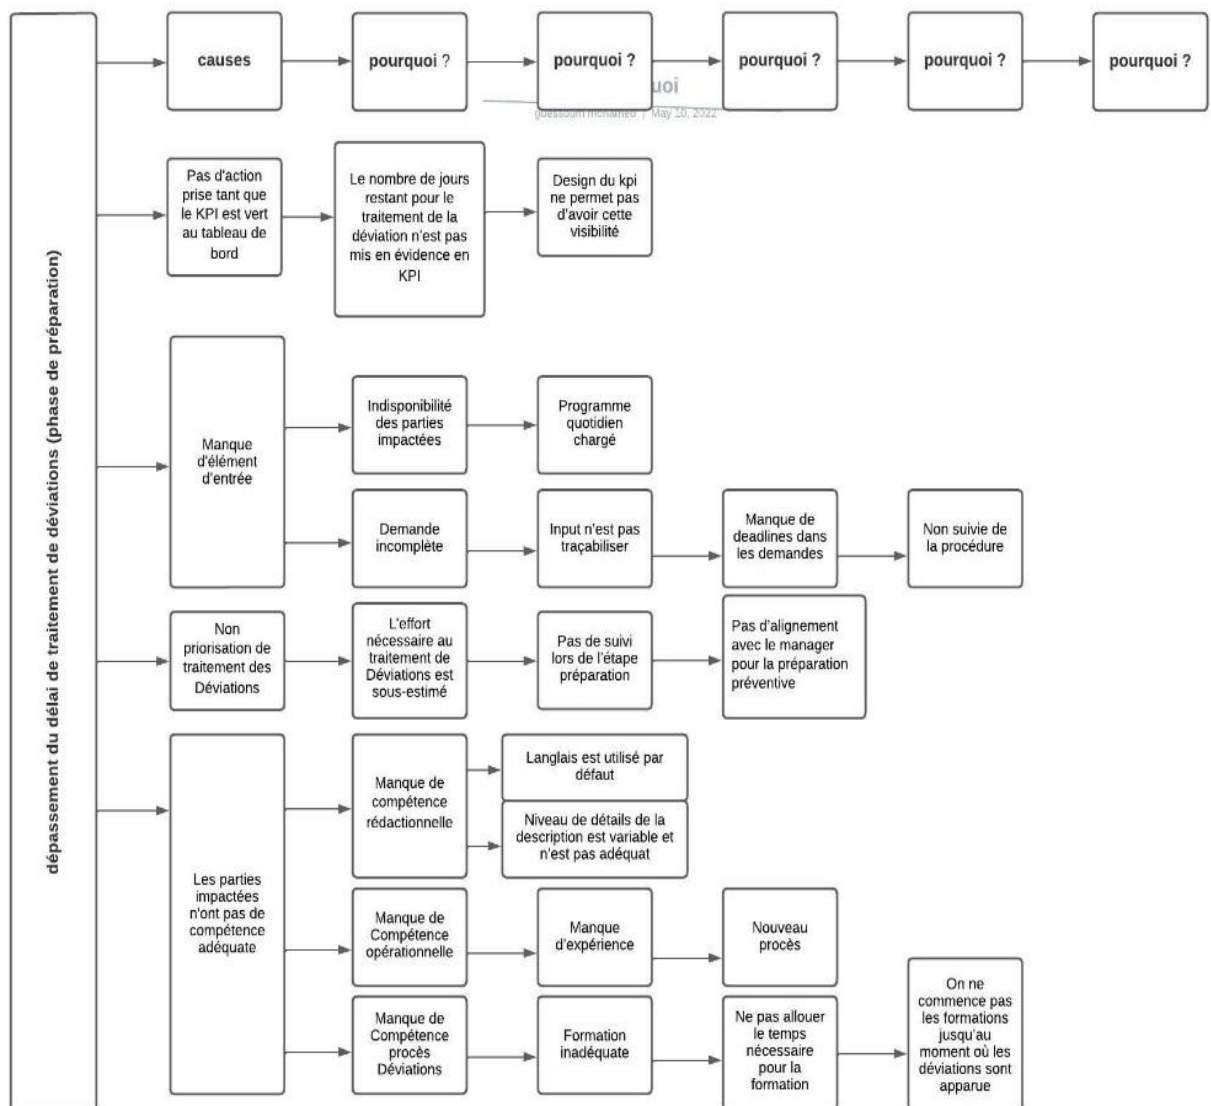 causes
pourquoi ?
pourquoi ?
pourquoi ?
pourquoi ?
pourquoi ?
uoi
guessoum mohamed | May 10, 2022
dépassement du délai de traitement de déviations (phase de préparation)
Pas d'action
prise tant que
le KPI est vert
au tableau de
bord
Le nombre de jours
restant pour le
traitement de la
déviation n'est pas
mis en évidence en
KPI
Design du kpi
ne permet pas
d'avoir cette
visibilité
Manque
d'élément
d'entrée
Indisponibilité
des parties
impactées
Programme
quotidien
chargé
Demande
incomplète
Input n'est pas
traçabiliser
Manque de
deadlines dans
les demandes
Non suivie de
la procédure
Non
priorisation de
traitement des
Déviations
L'effort
nécessaire au
traitement de
Déviations est
sous-estimé
Pas de suivi
lors de l'étape
préparation
Pas d'alignement
avec le manager
pour la préparation
préventive
Les parties
impactées
n'ont pas de
compétence
adéquate
Manque de
compétence
rédactionnelle
Langlais est utilisé par
défaut
Niveau de détails de la
description est variable et
n'est pas adéquat
Manque de
Compétence
opérationnelle
Manque
d'expérience
Nouveau
procès
Manque de
Compétence
procès
Déviations
Formation
inadéquate
Ne pas allouer
le temps
nécessaire
pour la
formation
On ne
commence pas
les formations
jusqu'au
moment où les
déviations sont
apparue